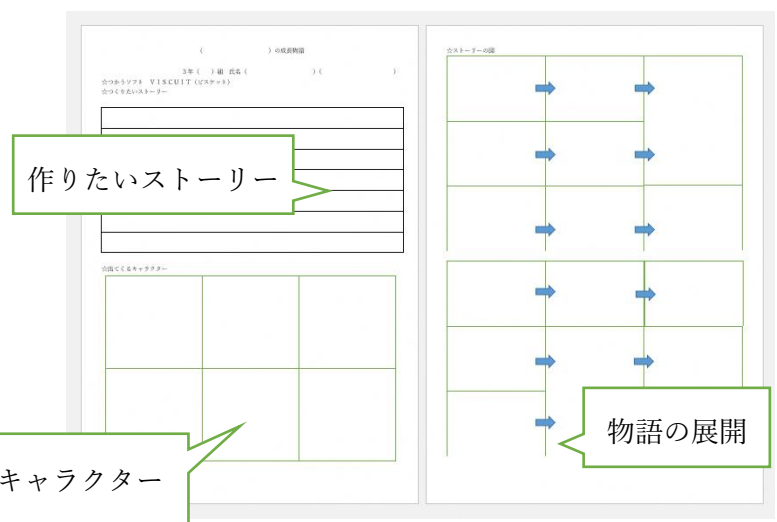 (　　　　　　　)の成長物語
3年(　)組　氏名(　　　　　　　)(　　　　　　　)
☆つかうソフト　VISCUIT(ビスケット)
☆つくりたいストーリー
作りたいストーリー
☆出てくるキャラクター
キャラクター
☆ストーリーの図
物語の展開